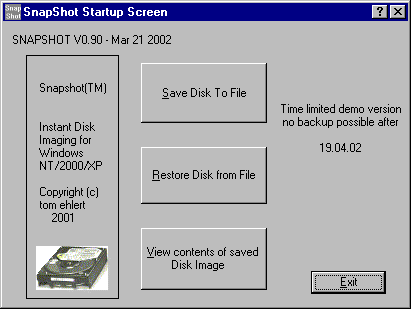 Snap
Shot
SnapShot Startup Screen
SNAPSHOT V0.90 - Mar 21 2002
Snapshot(TM)
Instant Disk
Imaging for
Windows
NT/2000/XP
Copyright (c)
tom ehlert
2001
Save Disk To File
Restore Disk from File
View contents of saved
Disk Image
Time limited demo version
no backup possible after
19.04.02
Exit